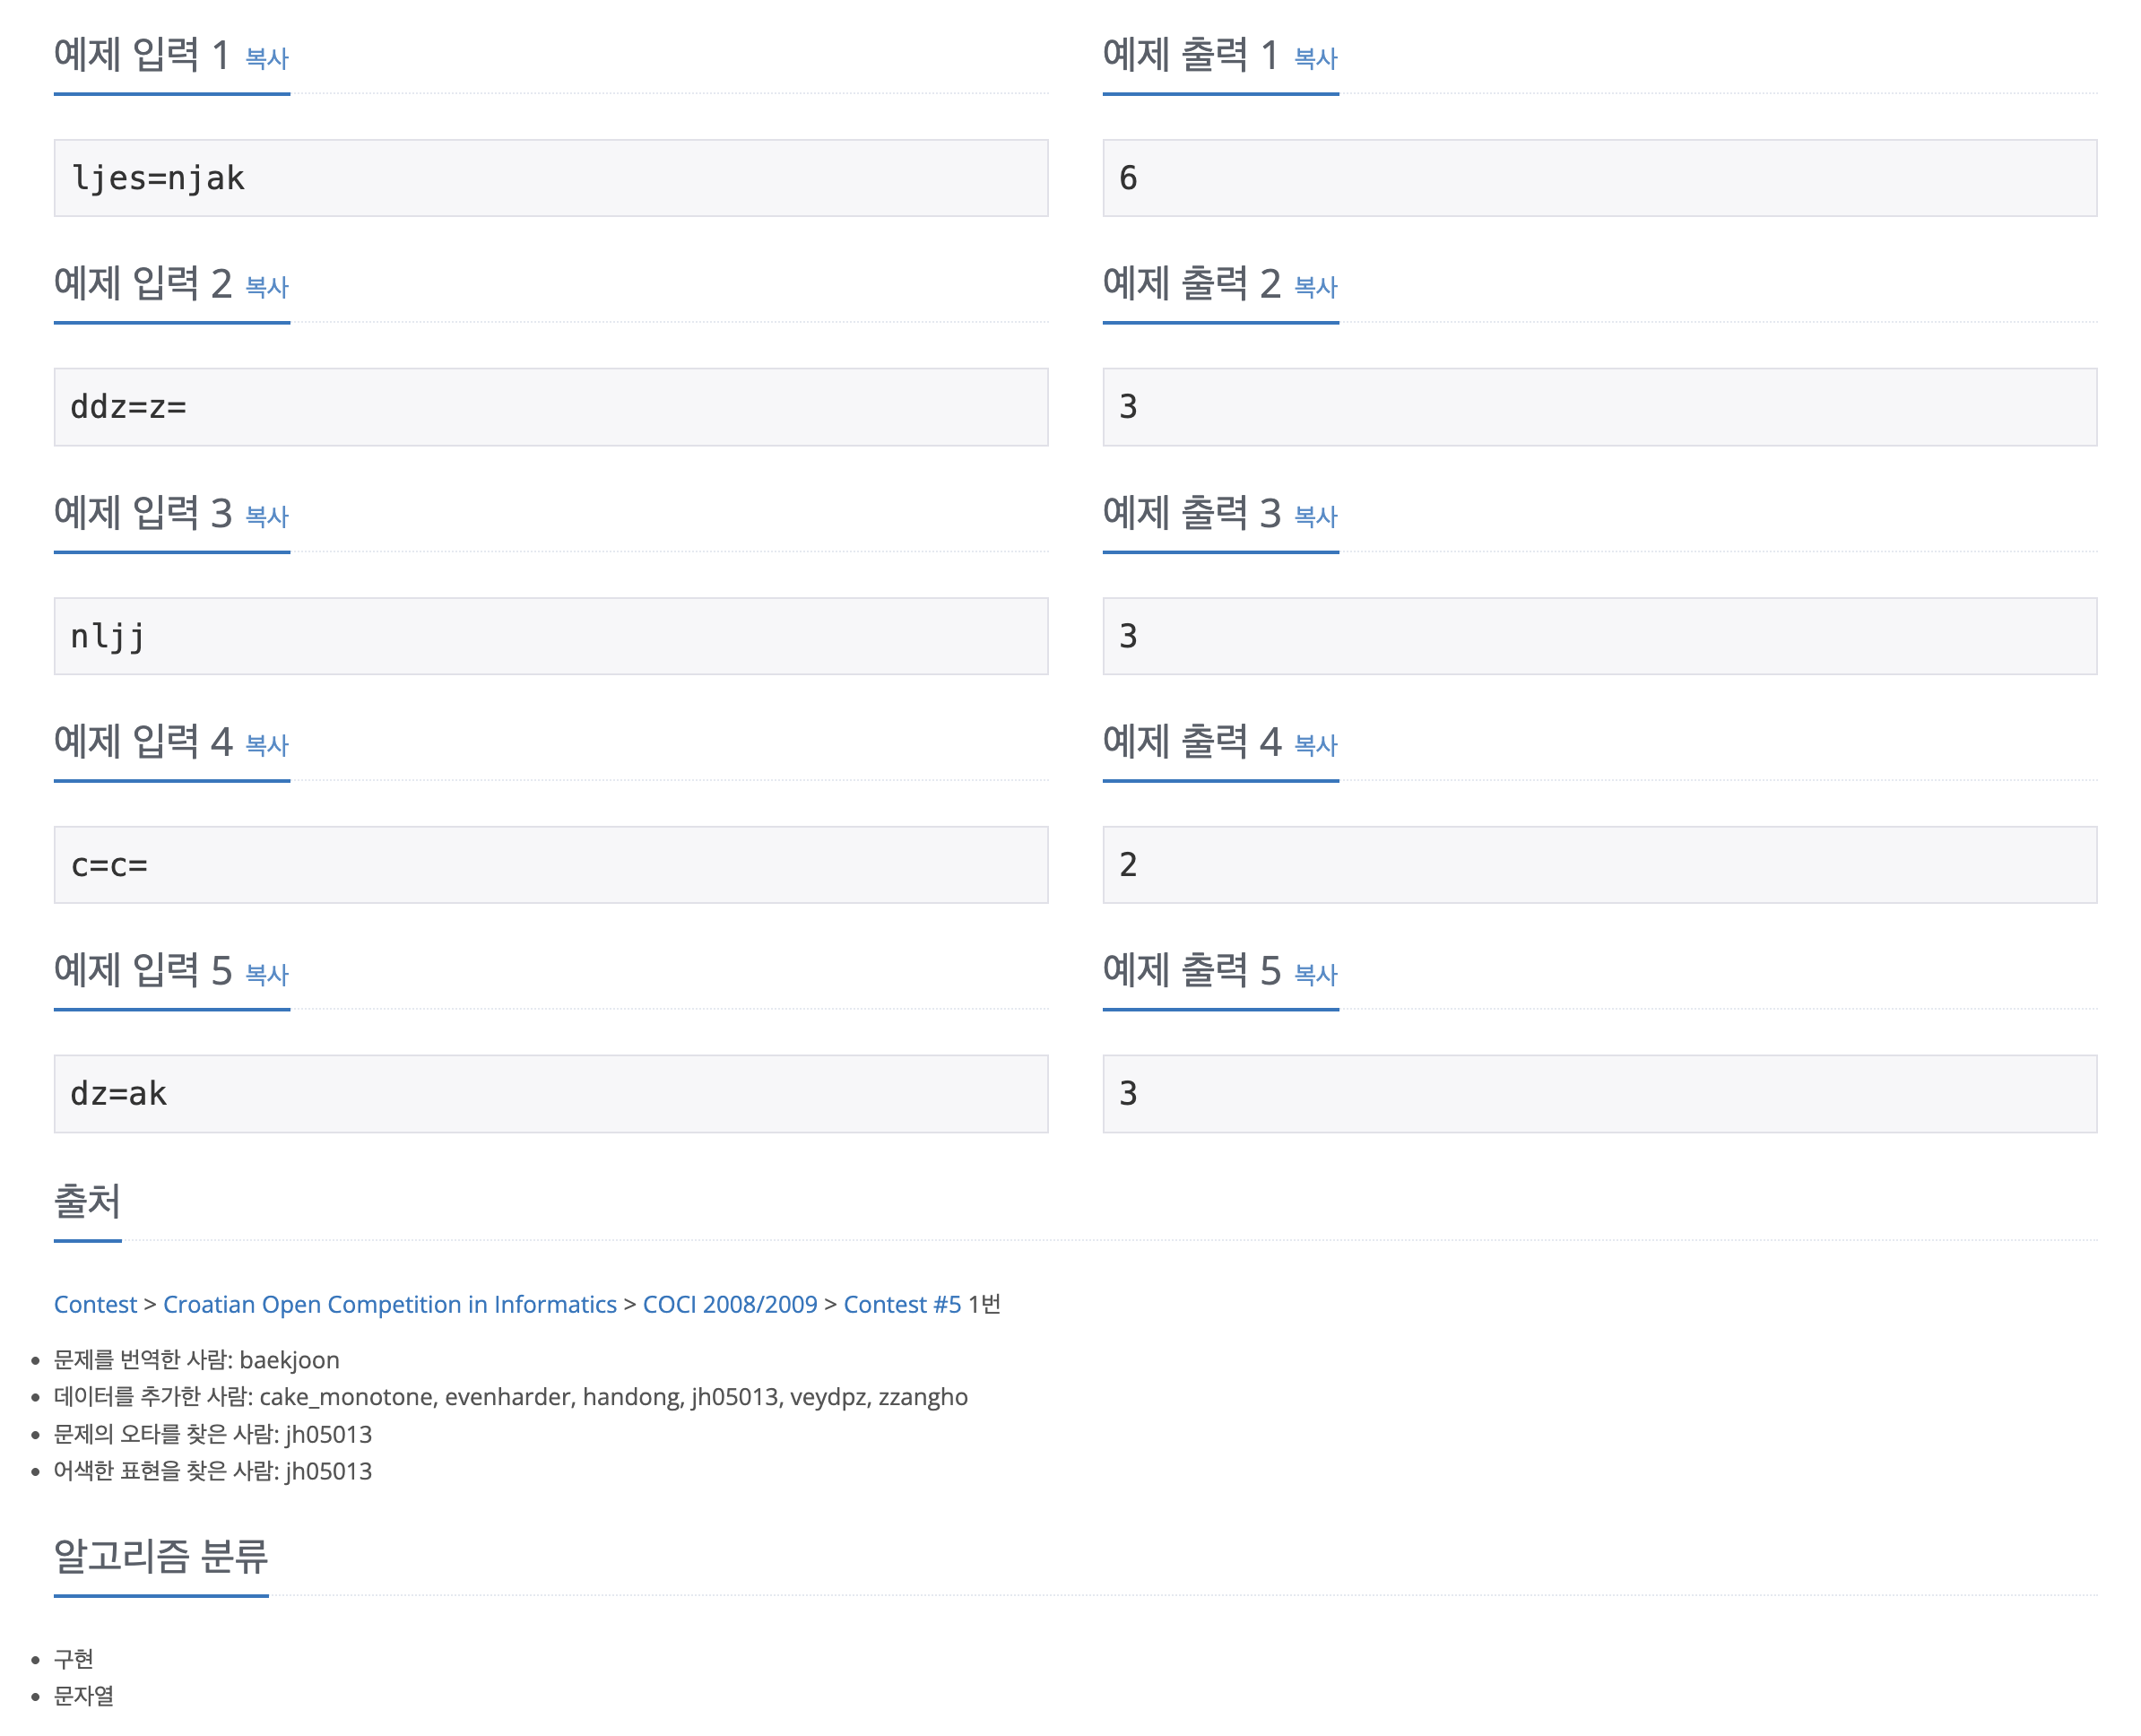 예제 입력 1 복사
예제 출력 1 복사
ljes=njak
6
예제 입력 2 복사
예제 출력 2 복사
ddz=z=
3
예제 입력 3 복사
예제 출력 3 복사
nljj
3
예제 입력 4 복사
예제 출력 4 복사
c=c=
2
예제 입력 5 복사
예제 출력 5 복사
dz=ak
3
출처
Contest > Croatian Open Competition in Informatics > COCI 2008/2009 > Contest #5 1번
• 문제를 번역한 사람: baekjoon
• 데이터를 추가한 사람: cake_monotone, evenharder, handong, jh05013, veydpz, zzangho
• 문제의 오타를 찾은 사람: jh05013
• 어색한 표현을 찾은 사람: jh05013
알고리즘 분류
• 구현
• 문자열